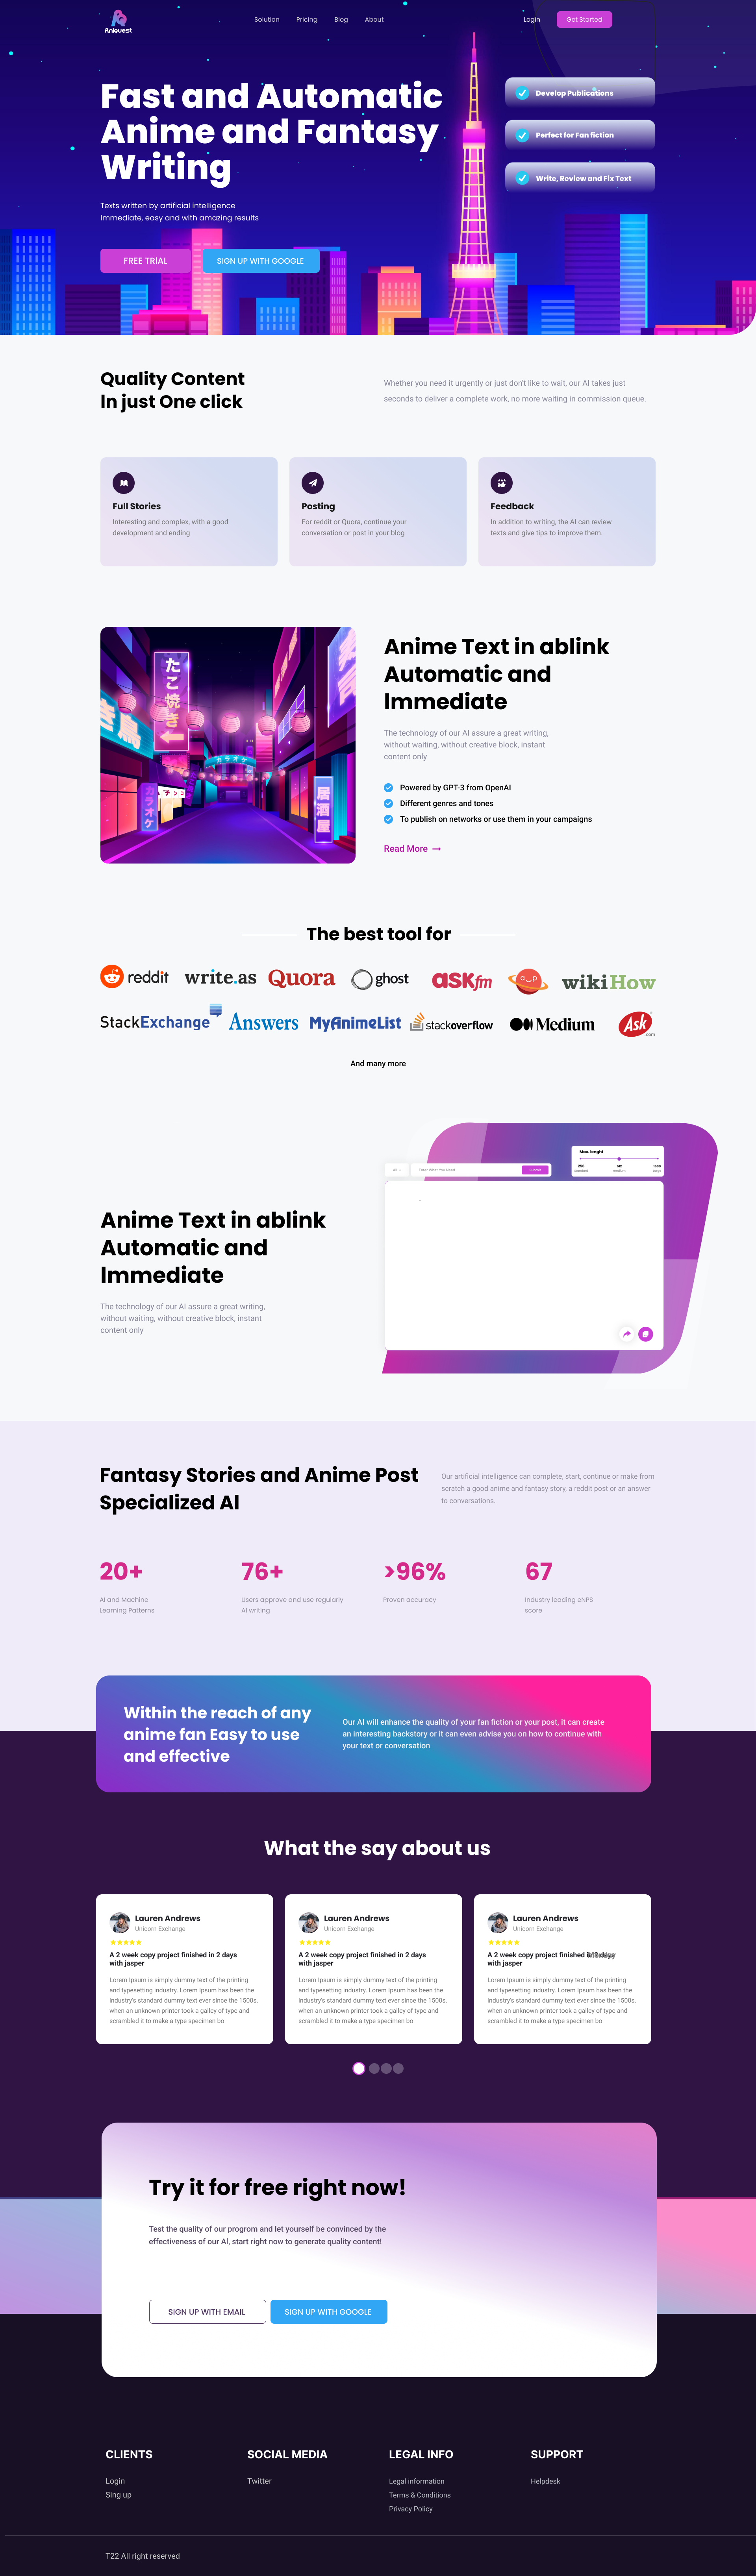 Aniquest
Solution Pricing Blog About Login Get Started
Fast and Automatic
Anime and Fantasy
Writing
Texts written by artificial intelligence
Immediate, easy and with amazing results
FREE TRIAL SIGN UP WITH GOOGLE
Develop Publications
Perfect for Fan fiction
Write, Review and Fix Text
Quality Content
In just One click
Whether you need it urgently or just don't like to wait, our AI takes just
seconds to deliver a complete work, no more waiting in commission queue.
Full Stories
Interesting and complex, with a good
development and ending
Posting
For reddit or Quora, continue your
conversation or post in your blog
Feedback
In addition to writing, the AI can review
texts and give tips to improve them.
たこ焼き
カラオケ
カラオケ
居酒屋
Anime Text in ablink
Automatic and
Immediate
The technology of our AI assure a great writing,
without waiting, without creative block, instant
content only
Powered by GPT-3 from OpenAI
Different genres and tones
To publish on networks or use them in your campaigns
Read More
The best tool for
reddit write.as Quora ghost ASKfm wikiHow
StackExchange Answers MyAnimeList stackoverflow Medium Ask.com
And many more
Anime Text in ablink
Automatic and
Immediate
The technology of our AI assure a great writing,
without waiting, without creative block, instant
content only
Max. lenght
Enter What You Need Submit
Fantasy Stories and Anime Post
Specialized AI
Our artificial intelligence can complete, start, continue or make from
scratch a good anime and fantasy story, a reddit post or an answer
to conversations.
20+
AI and Machine
Learning Patterns
76+
Users approve and use regularly
AI writing
>96%
Proven accuracy
67
Industry leading eNPS
score
Within the reach of any
anime fan Easy to use
and effective
Our AI will enhance the quality of your fan fiction or your post, it can create
an interesting backstory or it can even advise you on how to continue with
your text or conversation
What the say about us
Lauren Andrews
Unicorn Exchange
A 2 week copy project finished in 2 days
with jasper
Lorem Ipsum is simply dummy text of the printing
and typesetting industry. Lorem Ipsum has been the
industry's standard dummy text ever since the 1500s,
when an unknown printer took a galley of type and
scrambled it to make a type specimen bo
Lauren Andrews
Unicorn Exchange
A 2 week copy project finished in 2 days
with jasper
Lorem Ipsum is simply dummy text of the printing
and typesetting industry. Lorem Ipsum has been the
industry's standard dummy text ever since the 1500s,
when an unknown printer took a galley of type and
scrambled it to make a type specimen bo
Lauren Andrews
Unicorn Exchange
A 2 week copy project finished
with jasper
Lorem Ipsum is simply dummy text of the printing
and typesetting industry. Lorem Ipsum has been the
industry's standard dummy text ever since the 1500s,
when an unknown printer took a galley of type and
scrambled it to make a type specimen bo
Try it for free right now!
Test the quality of our progrom and let yourself be convinced by the
effectiveness of our AI, start right now to generate quality content!
SIGN UP WITH EMAIL SIGN UP WITH GOOGLE
CLIENTS
Login
Sing up
SOCIAL MEDIA
Twitter
LEGAL INFO
Legal information
Terms & Conditions
Privacy Policy
SUPPORT
Helpdesk
T22 All right reserved